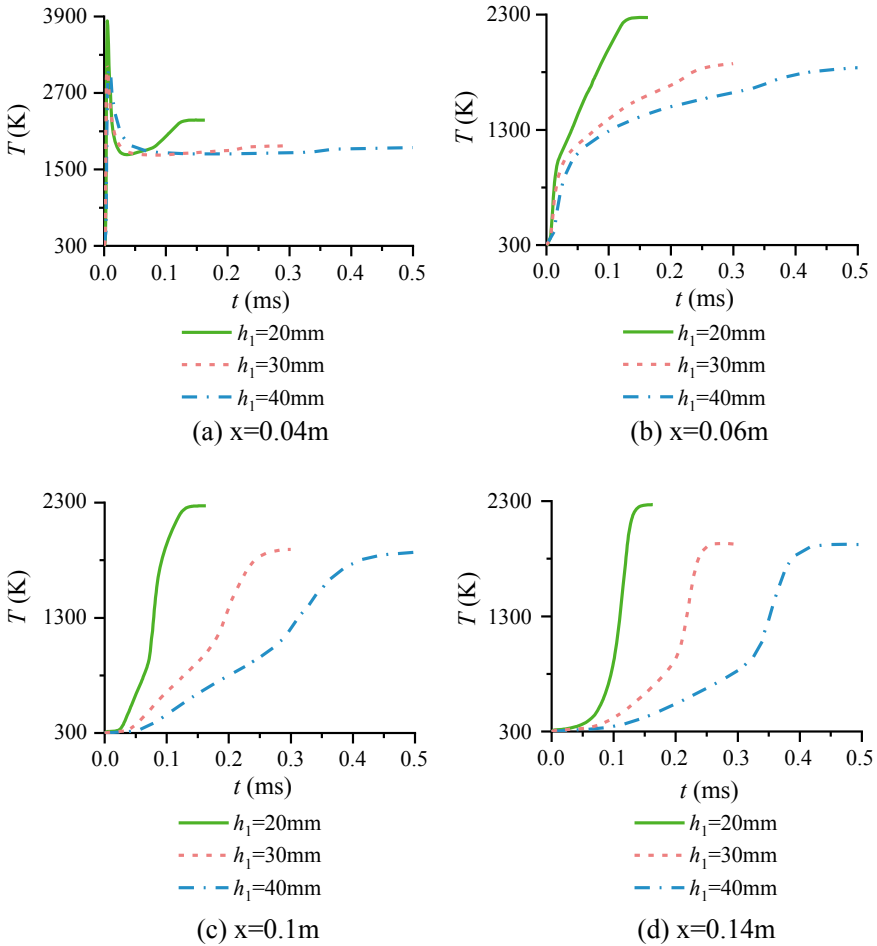 3900
2700
1500
300
T (K)
0.0 0.1 0.2 0.3 0.4 0.5
t (ms)
h1=20mm
h1=30mm
h1=40mm
(a) x=0.04m
2300
1300
300
T (K)
0.0 0.1 0.2 0.3 0.4 0.5
t (ms)
h1=20mm
h1=30mm
h1=40mm
(b) x=0.06m
2300
1300
300
T (K)
0.0 0.1 0.2 0.3 0.4 0.5
t (ms)
h1=20mm
h1=30mm
h1=40mm
(c) x=0.1m
2300
1300
300
T (K)
0.0 0.1 0.2 0.3 0.4 0.5
t (ms)
h1=20mm
h1=30mm
h1=40mm
(d) x=0.14m